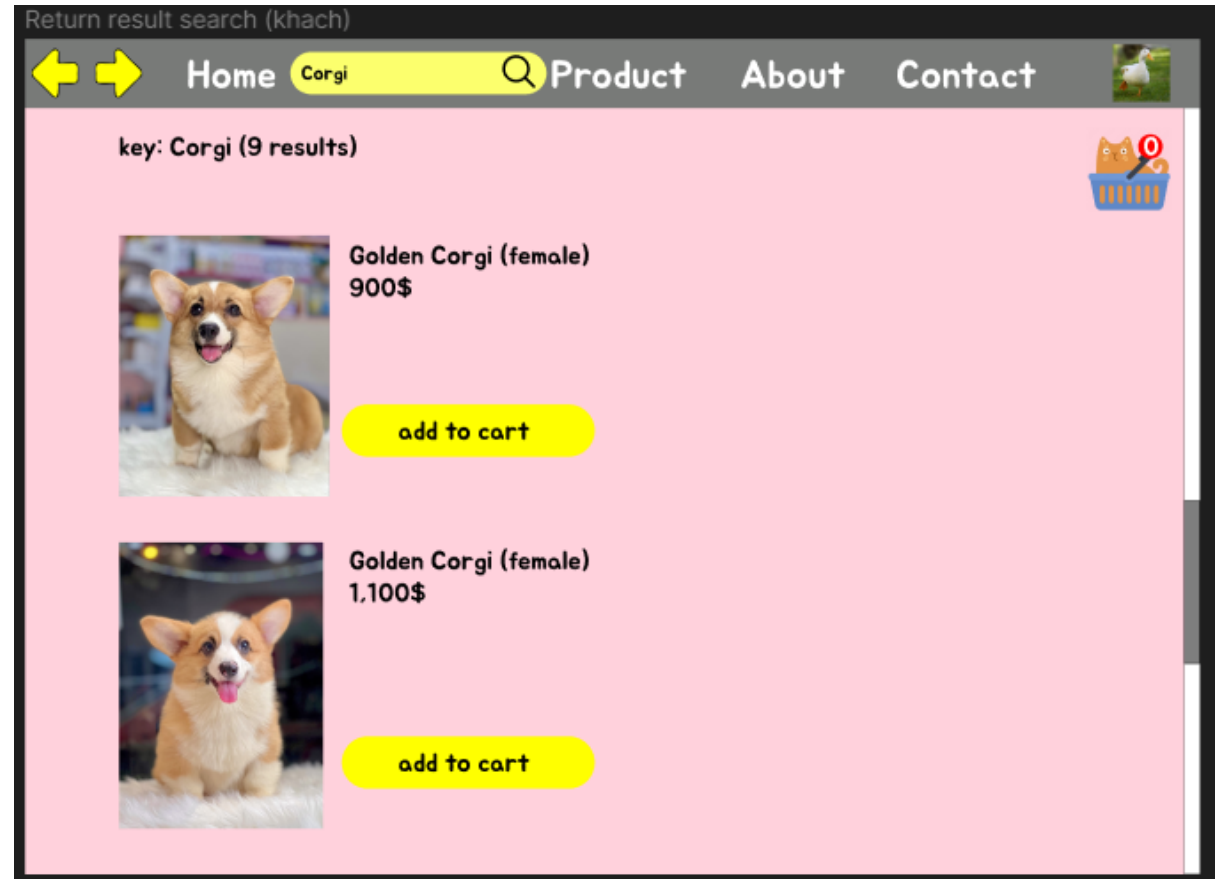 Return result search (khach)
Home Corgi Product About Contact
key: Corgi (9 results)
0
Golden Corgi (female)
900$
add to cart
Golden Corgi (female)
1,100$
add to cart